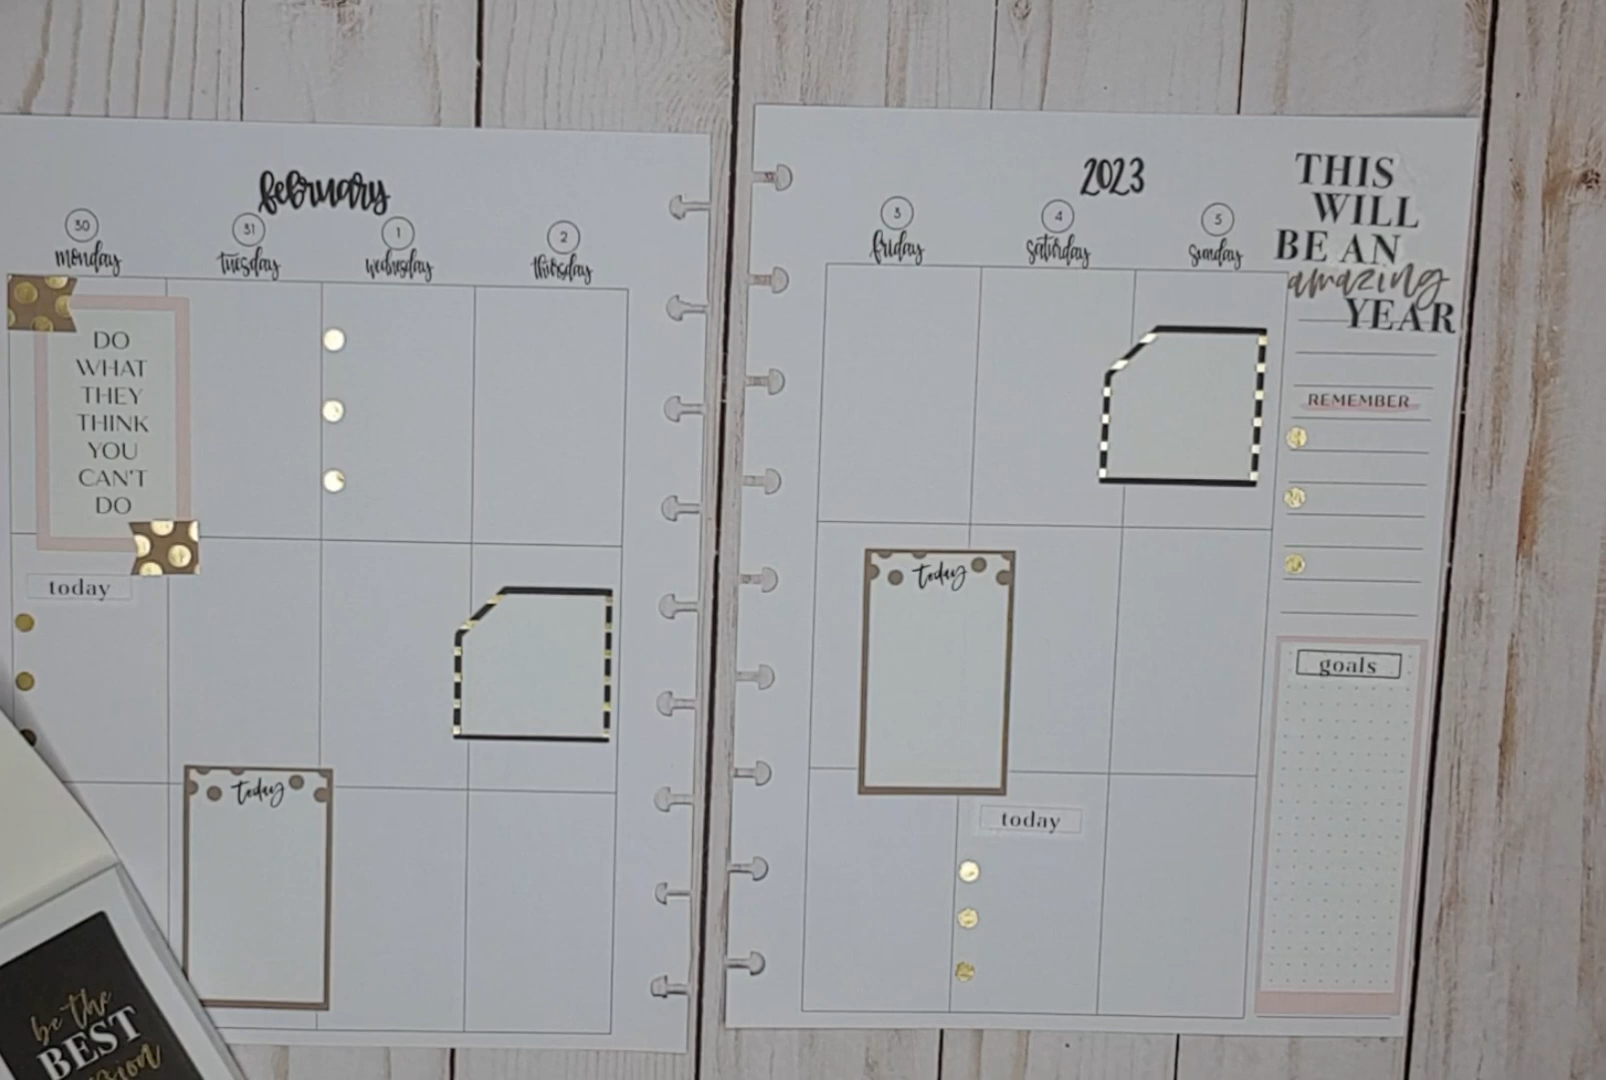 february
30
31
1
2
monday
tuesday
wednesday
thursday
DO
WHAT
THEY
THINK
YOU
CAN'T
DO
today
today
be the
BEST
2023
3
4
5
friday
saturday
sunday
THIS
WILL
BE AN
amazing
YEAR
REMEMBER
today
today
goals